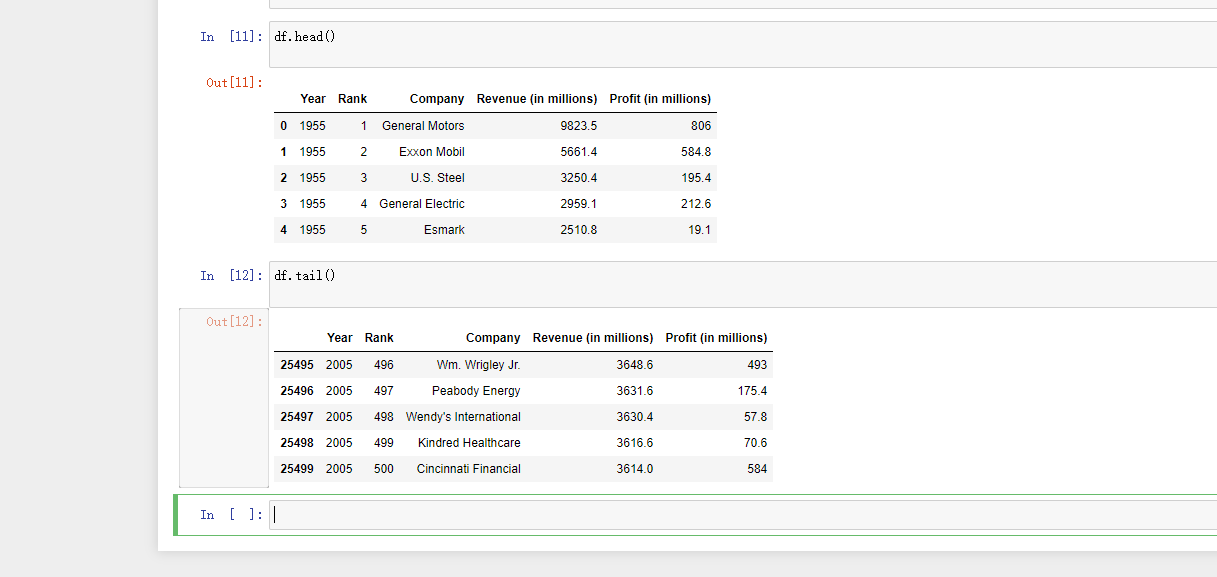 In [11]: df.head()
Out[11]:
Year Rank Company Revenue (in millions) Profit (in millions)
0 1955 1 General Motors 9823.5 806
1 1955 2 Exxon Mobil 5661.4 584.8
2 1955 3 U.S. Steel 3250.4 195.4
3 1955 4 General Electric 2959.1 212.6
4 1955 5 Esmark 2510.8 19.1
In [12]: df.tail()
Out[12]:
Year Rank Company Revenue (in millions) Profit (in millions)
25495 2005 496 Wm. Wrigley Jr. 3648.6 493
25496 2005 497 Peabody Energy 3631.6 175.4
25497 2005 498 Wendy's International 3630.4 57.8
25498 2005 499 Kindred Healthcare 3616.6 70.6
25499 2005 500 Cincinnati Financial 3614.0 584
In [ ]: